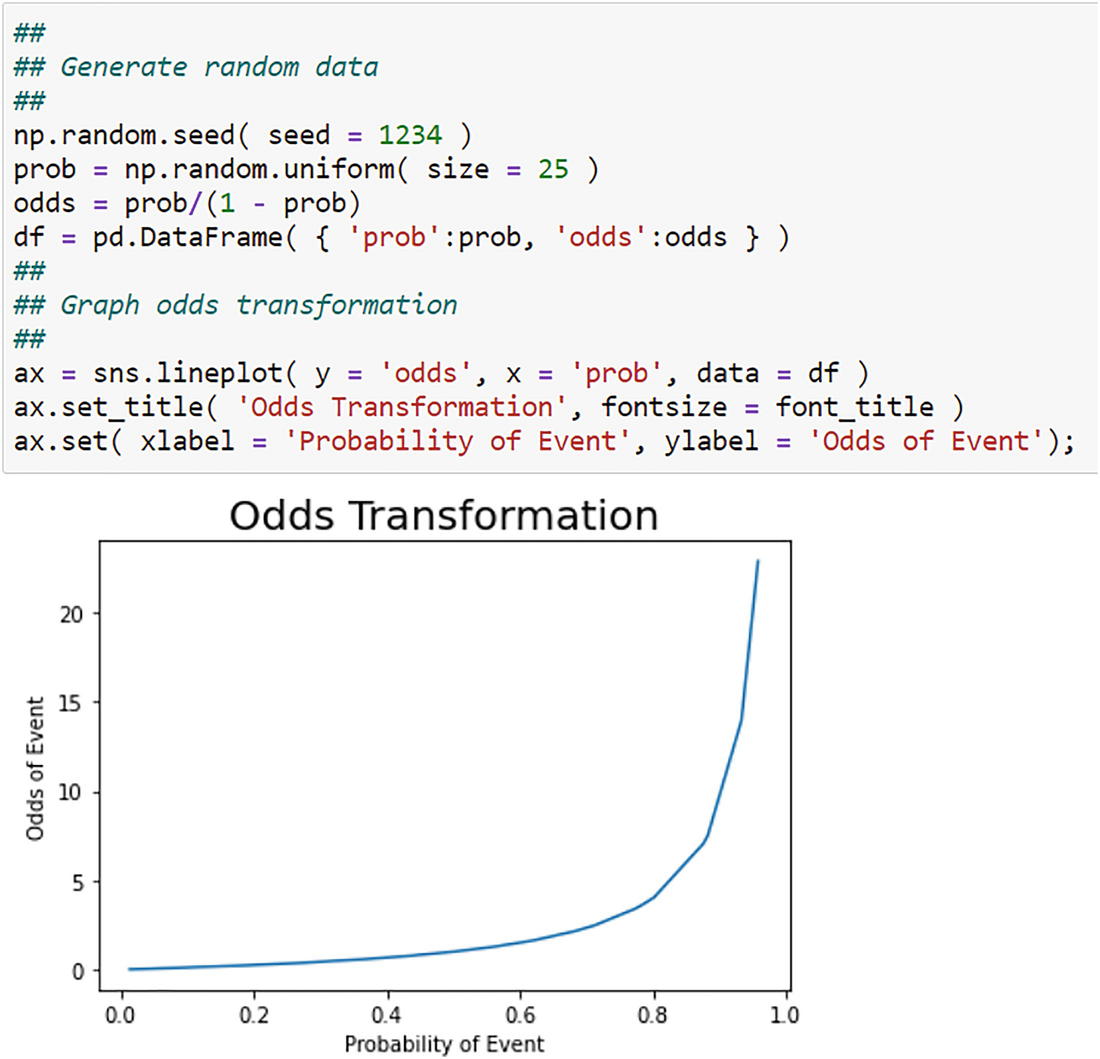 ##
## Generate random data
##
np.random.seed( seed = 1234 )
prob = np.random.uniform( size = 25 )
odds = prob/(1 - prob)
df = pd.DataFrame( { 'prob':prob, 'odds':odds } )
##
## Graph odds transformation
##
ax = sns.lineplot( y = 'odds', x = 'prob', data = df )
ax.set_title( 'Odds Transformation', fontsize = font_title )
ax.set( xlabel = 'Probability of Event', ylabel = 'Odds of Event');
Odds Transformation
Odds of Event
20
15
10
5
0
0.0 0.2 0.4 0.6 0.8 1.0
Probability of Event